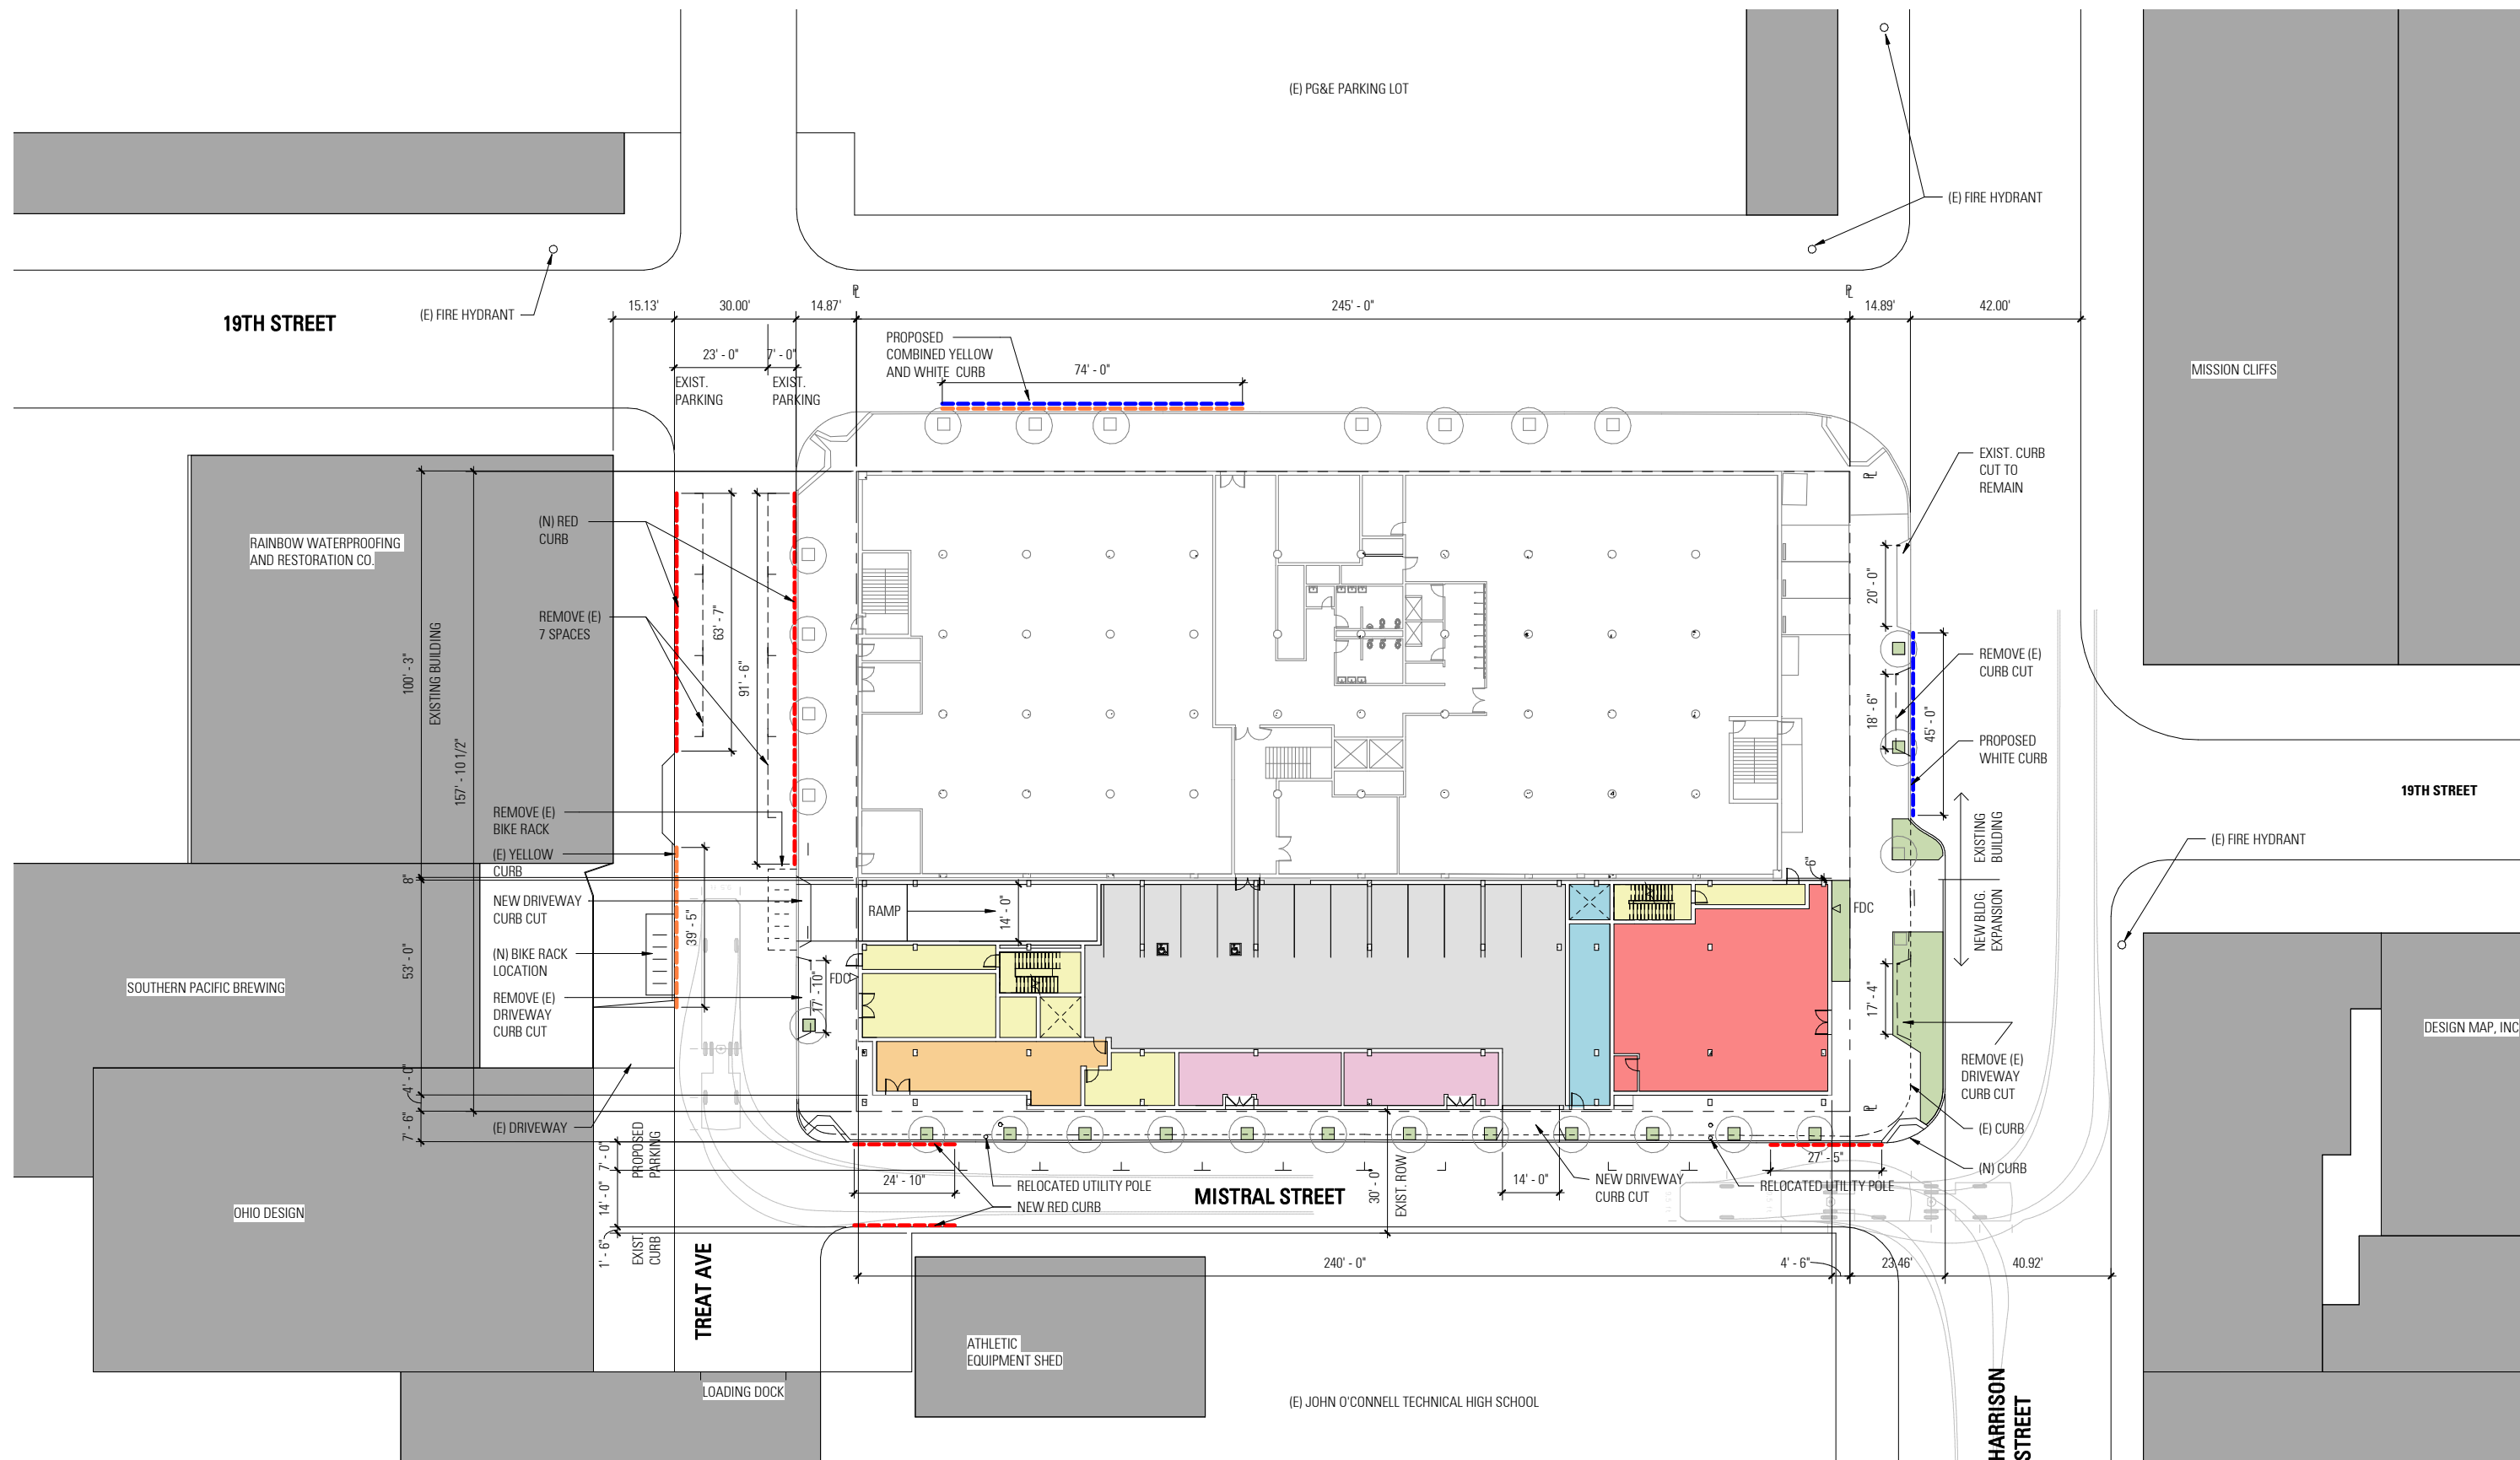 (E) PG&E PARKING LOT
(E) FIRE HYDRANT
19TH STREET
(E) FIRE HYDRANT
15.13'
30.00'
14.87'
PL
245' - 0"
PL
14.89'
42.00'
23' - 0"
7' - 0"
EXIST.
PARKING
EXIST.
PARKING
PROPOSED
COMBINED YELLOW
AND WHITE CURB
74' - 0"
MISSION CLIFFS
EXIST. CURB
CUT TO
REMAIN
PL
RAINBOW WATERPROOFING
AND RESTORATION CO.
(N) RED
CURB
REMOVE (E)
7 SPACES
63' - 7"
91' - 6"
100' - 3"
EXISTING BUILDING
157' - 10 1/2"
20' - 0"
REMOVE (E)
CURB CUT
18' - 6"
45' - 0"
PROPOSED
WHITE CURB
19TH STREET
REMOVE (E)
BIKE RACK
(E) YELLOW
CURB
8"
NEW DRIVEWAY
CURB CUT
39' - 5"
(N) BIKE RACK
LOCATION
REMOVE (E)
DRIVEWAY
CURB CUT
53' - 0"
SOUTHERN PACIFIC BREWING
RAMP
14' - 0"
FDC
17' - 10"
6"
FDC
EXISTING
BUILDING
NEW BLDG.
EXPANSION
(E) FIRE HYDRANT
17' - 4"
DESIGN MAP, INC
REMOVE (E)
DRIVEWAY
CURB CUT
4' - 0"
7' - 6"
(E) DRIVEWAY
PL
(E) CURB
(N) CURB
7' - 0"
PROPOSED
PARKING
14' - 0"
1' - 6"
EXIST.
CURB
24' - 10"
RELOCATED UTILITY POLE
NEW RED CURB
MISTRAL STREET
30' - 0"
EXIST. ROW
14' - 0"
NEW DRIVEWAY
CURB CUT
27' - 5"
RELOCATED UTILITY POLE
OHIO DESIGN
TREAT AVE
240' - 0"
4' - 6"
23.46'
40.92'
ATHLETIC
EQUIPMENT SHED
LOADING DOCK
(E) JOHN O'CONNELL TECHNICAL HIGH SCHOOL
HARRISON
STREET